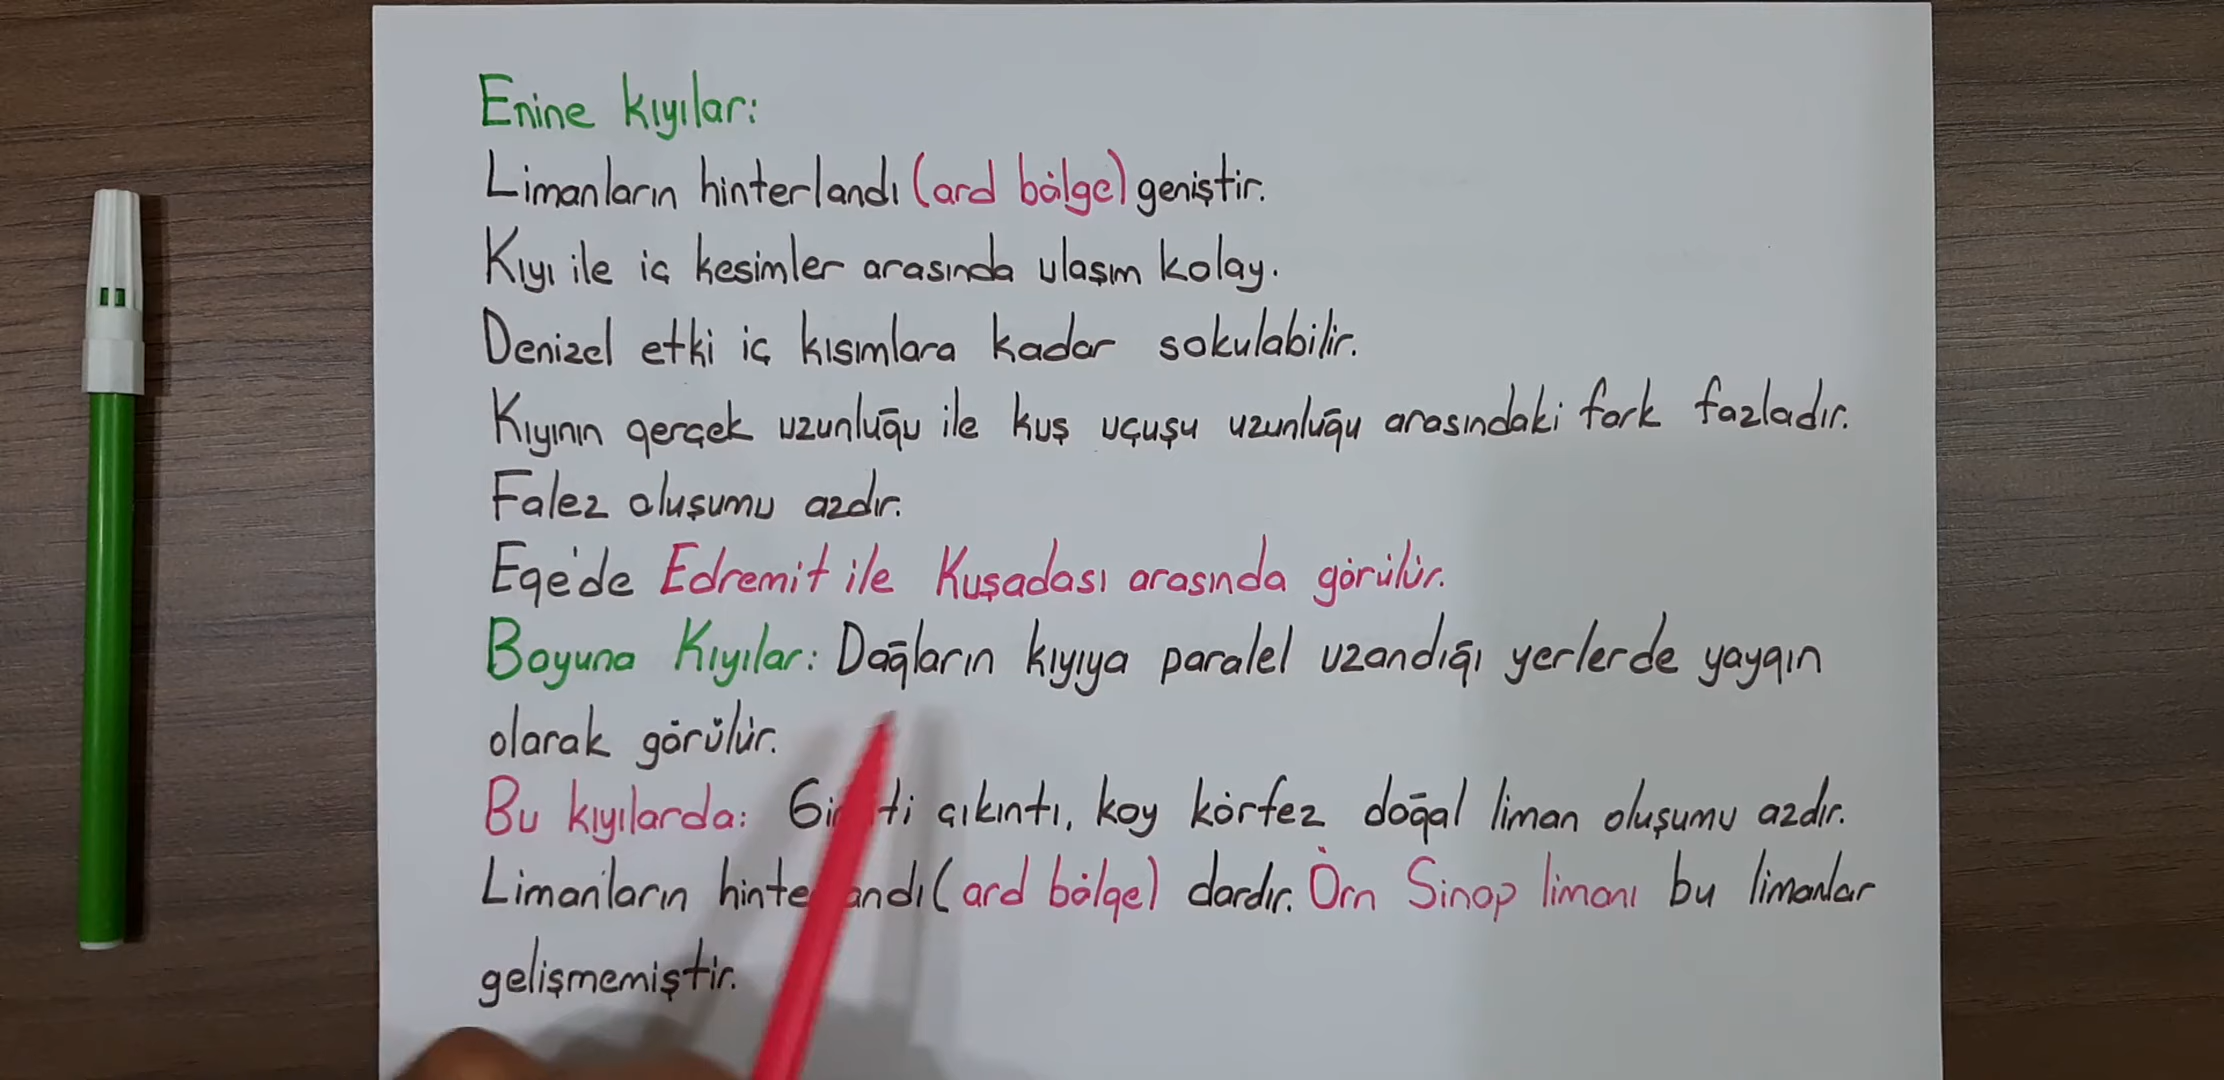 Enine kıyılar:
Limanların hinterlandı (ard bölge) geniştir.
Kıyı ile iç kesimler arasında ulaşım kolay.
Denizel etki iç kısımlara kadar sokulabilir.
Kıyının gerçek uzunluğu ile kuş uçuşu uzunluğu arasındaki fark fazladır.
Falez oluşumu azdır.
Ege'de Edremit ile Kuşadası arasında görülür.
Boyuna Kıyılar: Dağların kıyıya paralel uzandığı yerlerde yaygın
olarak görülür.
Bu kıyılarda: çıkıntı, koy körfez doğal liman oluşumu azdır.
Limanların (ard bölge) dardır. Örn Sinop limanı bu limanlar
gelişmemiştir.